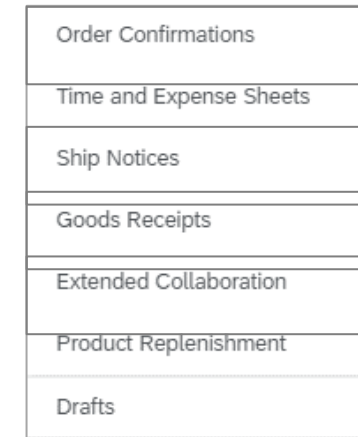 Order Confirmations
Time and Expense Sheets
Ship Notices
Goods Receipts
Extended Collaboration
Product Replenishment
Drafts